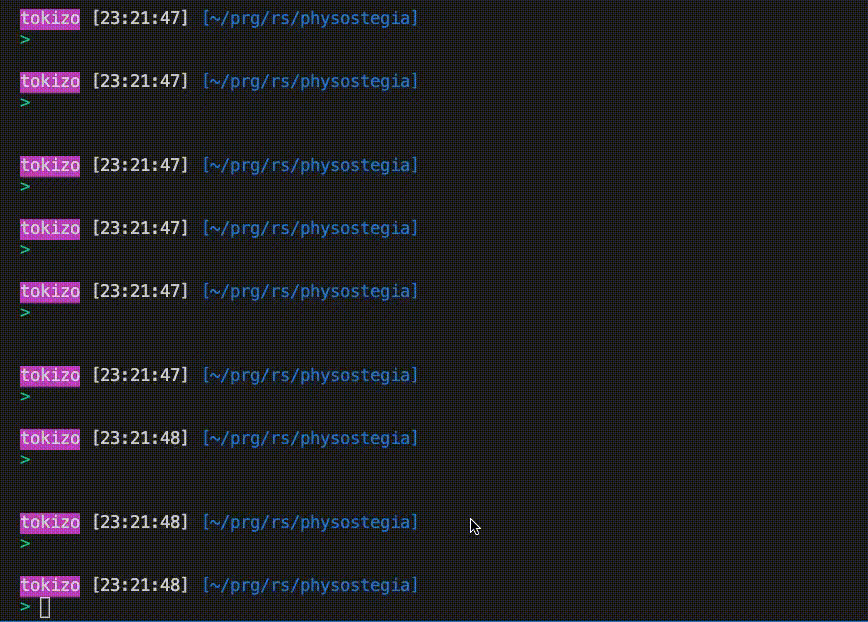 tokizo [23:21:47] [~/prg/rs/physostegia]
>
tokizo [23:21:47] [~/prg/rs/physostegia]
>
tokizo [23:21:47] [~/prg/rs/physostegia]
>
tokizo [23:21:47] [~/prg/rs/physostegia]
>
tokizo [23:21:47] [~/prg/rs/physostegia]
>
tokizo [23:21:47] [~/prg/rs/physostegia]
>
tokizo [23:21:48] [~/prg/rs/physostegia]
>
tokizo [23:21:48] [~/prg/rs/physostegia]
>
tokizo [23:21:48] [~/prg/rs/physostegia]
>